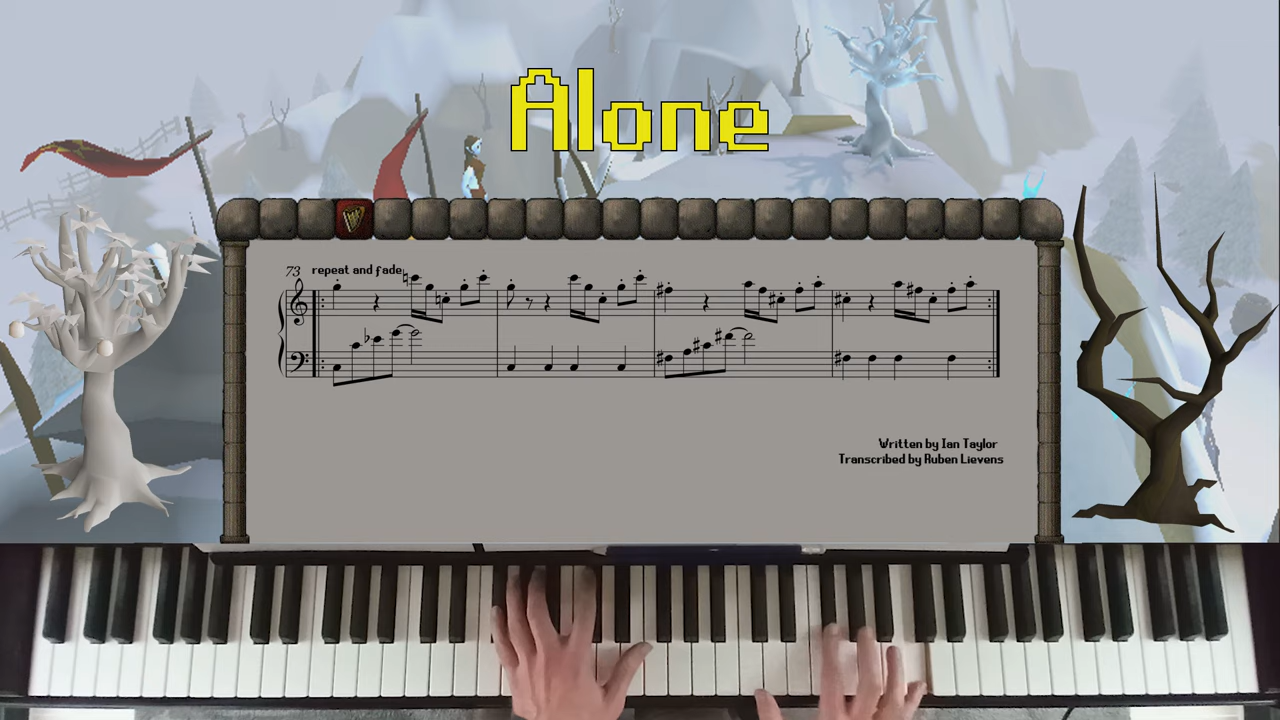 Alone
73 repeat and fade
Written by Ian Taylor
Transcribed by Ruben Lievens